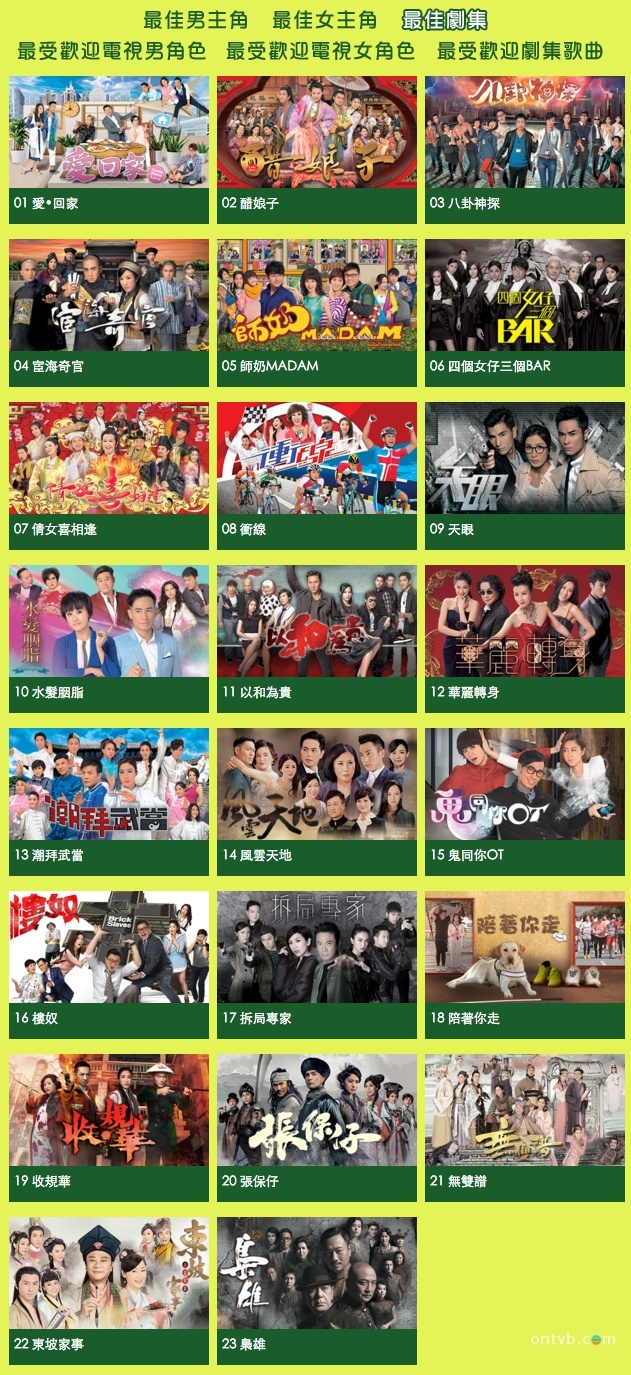 最佳男主角 最佳女主角 最佳劇集
最受歡迎電視男角色 最受歡迎電視女角色 最受歡迎劇集歌曲
愛•回家
醋娘子
八卦神探
01 愛•回家
02 醋娘子
03 八卦神探
宦海奇官
師奶MADAM
四個女仔三個BAR
04 宦海奇官
05 師奶MADAM
06 四個女仔三個BAR
倩女喜相逢
衝線
天眼
07 倩女喜相逢
08 衝線
09 天眼
水髮胭脂
以和為貴
華麗轉身
10 水髮胭脂
11 以和為貴
12 華麗轉身
潮拜武當
風雲天地
鬼同你OT
13 潮拜武當
14 風雲天地
15 鬼同你OT
樓奴
Brick Slaves
拆局專家
陪著你走
16 樓奴
17 拆局專家
18 陪著你走
收規華
張保仔
無雙譜
19 收規華
20 張保仔
21 無雙譜
東坡家事
梟雄
22 東坡家事
23 梟雄
ontvb.com